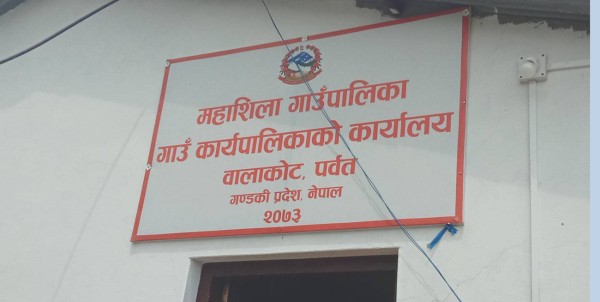 महाशिला गाउँपालिका
गाउँ कार्यपालिकाको कार्यालय
वालाकोट, पर्वत
गण्डकी प्रदेश, नेपाल
२०७३